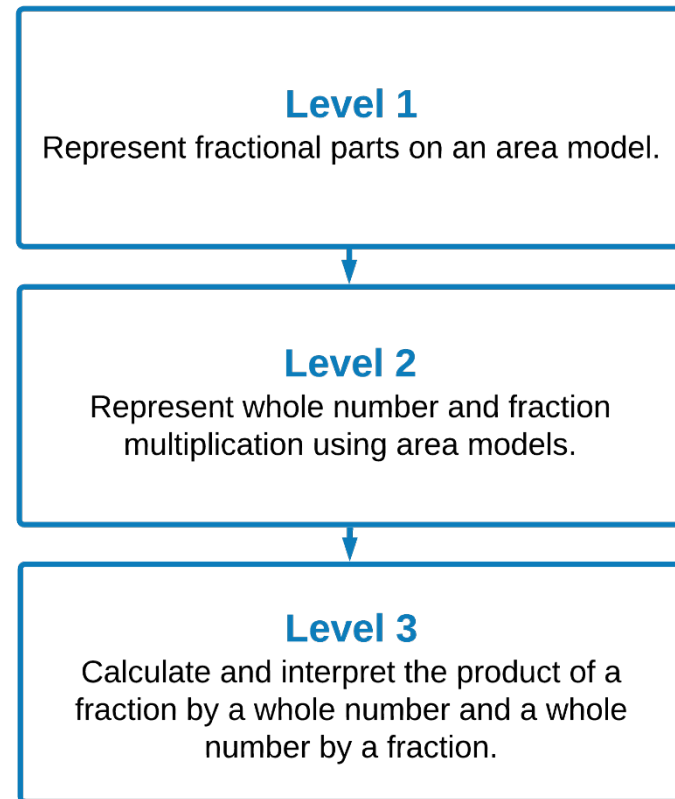 Level 1
Represent fractional parts on an area model.
Level 2
Represent whole number and fraction
multiplication using area models.
Level 3
Calculate and interpret the product of a
fraction by a whole number and a whole
number by a fraction.